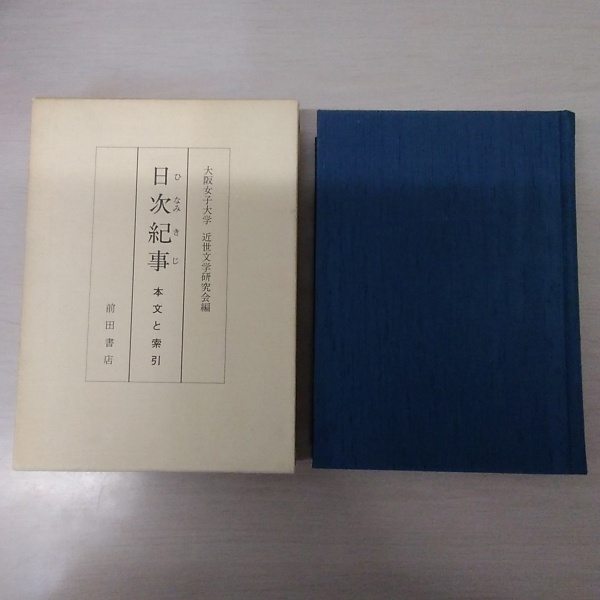 大阪女子大学 近世文学研究会編
日次紀事 本文と索引
ひなみきじ
前田書店